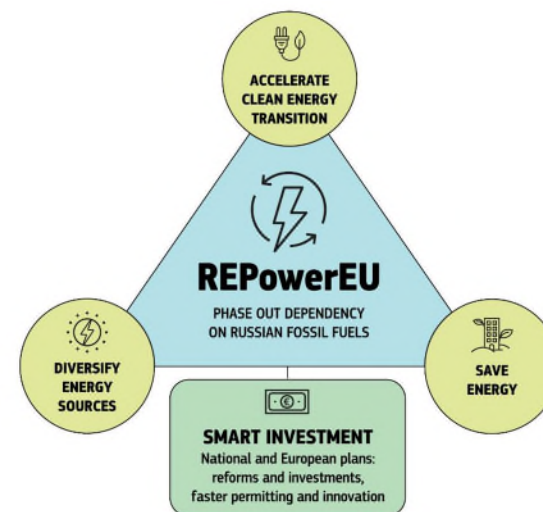 ACCELERATE
CLEAN ENERGY
TRANSITION
REPowerEU
PHASE OUT DEPENDENCY
ON RUSSIAN FOSSIL FUELS
DIVERSIFY
ENERGY
SOURCES
SAVE
ENERGY
€
SMART INVESTMENT
National and European plans:
reforms and investments,
faster permitting and innovation